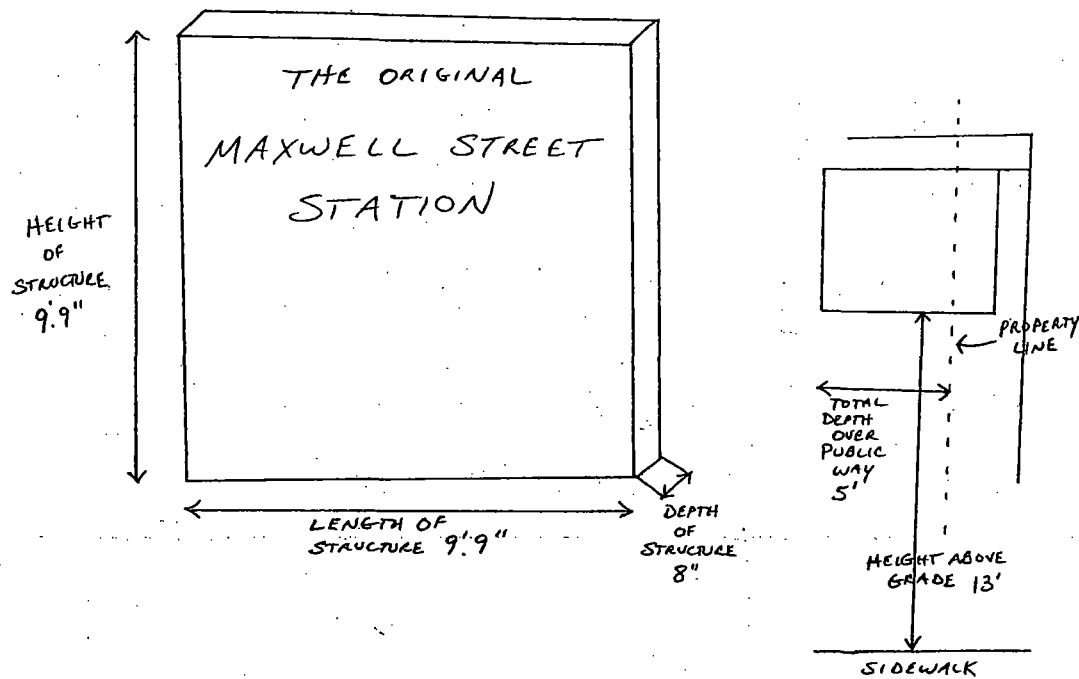 THE ORIGINAL
MAXWELL STREET
STATION
HEIGHT
OF
STRUCTURE
9'.9"
LENGTH OF
STRUCTURE 9'.9"
DEPTH
OF
STRUCTURE
8"
PROPERTY
LINE
TOTAL
DEPTH
OVER
PUBLIC
WAY
5'
HEIGHT ABOVE
GRADE 13'
SIDEWALK